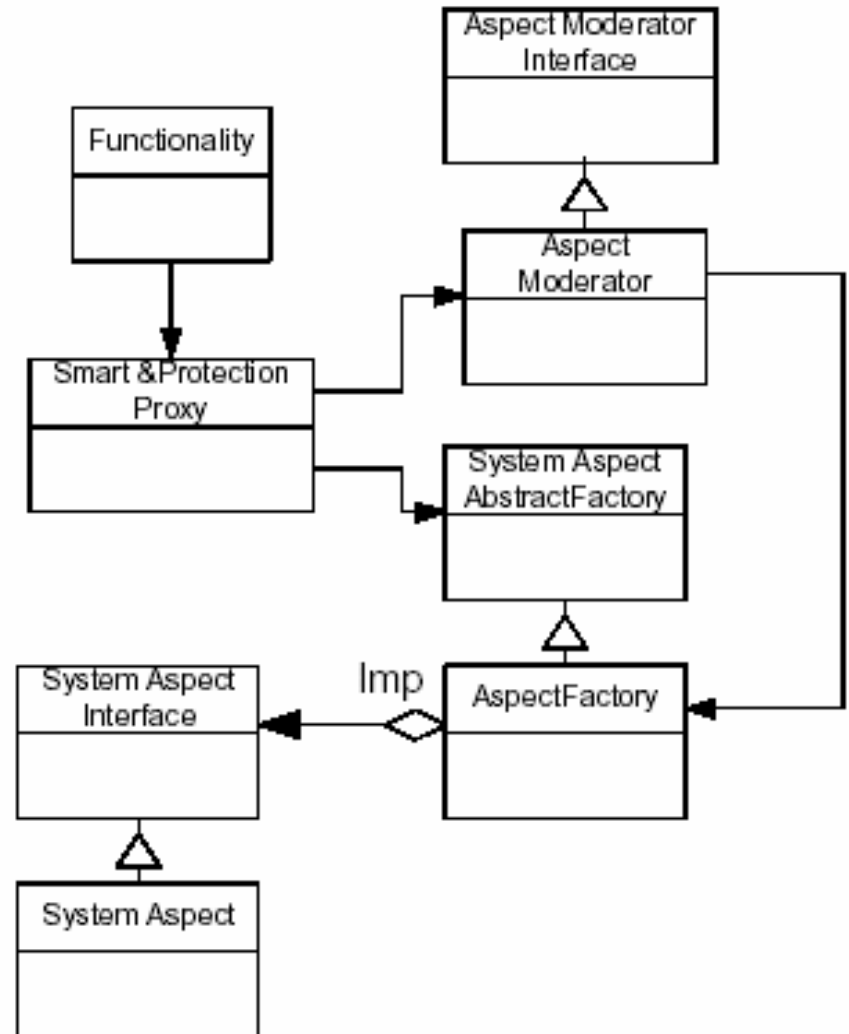 Aspect Moderator
Interface
Functionality
Aspect
Moderator
Smart &Protection
Proxy
System Aspect
AbstractFactory
System Aspect
Interface
Imp
AspectFactory
System Aspect